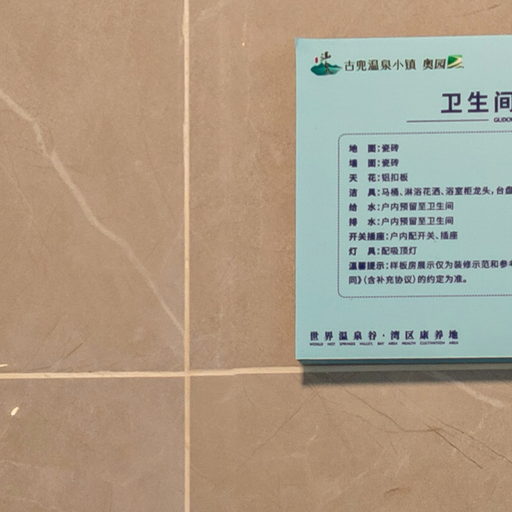 古兜温泉小镇 奥园
卫生间
地 面:瓷砖
墙 面:瓷砖
天 花:铝扣板
洁 具:马桶、淋浴花洒、浴室柜龙头,台盘
给 水:户内预留至卫生间
排 水:户内预留至卫生间
开关插座:户内配开关、插座
灯 具:配吸顶灯
温馨提示:样板房展示仅为装修示范和参考
同》(含补充协议)的约定为准。
世界温泉谷·湾区康养地
WORLD HOT SPRINGS VALLEY, BAY AREA HEALTH CULTIVATION AREA